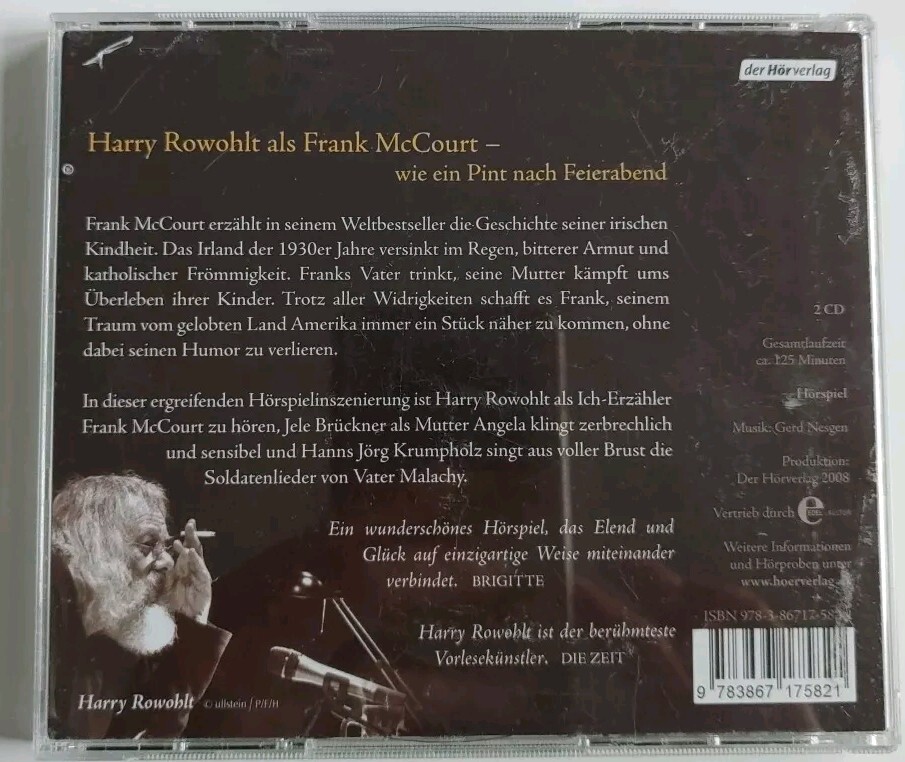 der Hörverlag
Harry Rowohlt als Frank McCourt –
wie ein Pint nach Feierabend
Frank McCourt erzählt in seinem Weltbestseller die Geschichte seiner irischen
Kindheit. Das Irland der 1930er Jahre versinkt im Regen, bitterer Armut und
katholischer Frömmigkeit. Franks Vater trinkt, seine Mutter kämpft ums
Überleben ihrer Kinder. Trotz aller Widrigkeiten schafft es Frank, seinem
Traum vom gelobten Land Amerika immer ein Stück näher zu kommen, ohne
dabei seinen Humor zu verlieren.
In dieser ergreifenden Hörspielinszenierung ist Harry Rowohlt als Ich-Erzähler
Frank McCourt zu hören, Jele Brückner als Mutter Angela klingt zerbrechlich
und sensibel und Hanns Jörg Krumpholz singt aus voller Brust die
Soldatenlieder von Vater Malachy.
Ein wunderschönes Hörspiel, das Elend und
Glück auf einzigartige Weise miteinander
verbindet. BRIGITTE
Harry Rowohlt ist der berühmteste
Vorlesekünstler. DIE ZEIT
Harry Rowohlt © ullstein / P/F/H
2 CD
Gesamtlaufzeit
ca. 125 Minuten
Hörspiel
Musik: Gerd Nesgen
Produktion:
Der Hörverlag 2008
Vertrieb durch e
Weitere Informationen
und Hörproben unter
www.hoerverlag
ISBN 978-3-86717-58
9 783867 175821